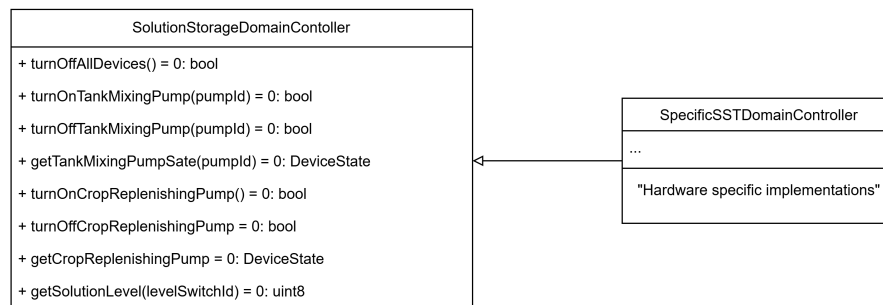 SolutionStorageDomainContoller
+ turnOffAllDevices() = 0: bool
+ turnOnTankMixingPump(pumpId) = 0: bool
+ turnOffTankMixingPump(pumpId) = 0: bool
+ getTankMixingPumpSate(pumpId) = 0: DeviceState
+ turnOnCropReplenishingPump() = 0: bool
+ turnOffCropReplenishingPump = 0: bool
+ getCropReplenishingPump = 0: DeviceState
+ getSolutionLevel(levelSwitchId) = 0: uint8
SpecificSSTDomainController
...
"Hardware specific implementations"